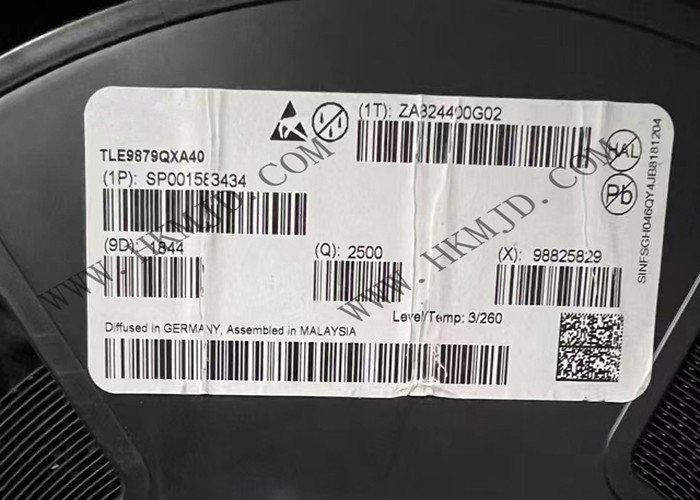 (1T): ZA824400G02
TLE9879QXA40
(1P): SP001583434
HAL
Pb
(9D): 1844
(Q): 2500
(X): 98825829
Level/Temp: 3/260
Diffused in GERMANY, Assembled in MALAYSIA
SINFSGH046QY4JB8181204
WWW.HKMJD.COM
WWW.HKMJD.COM